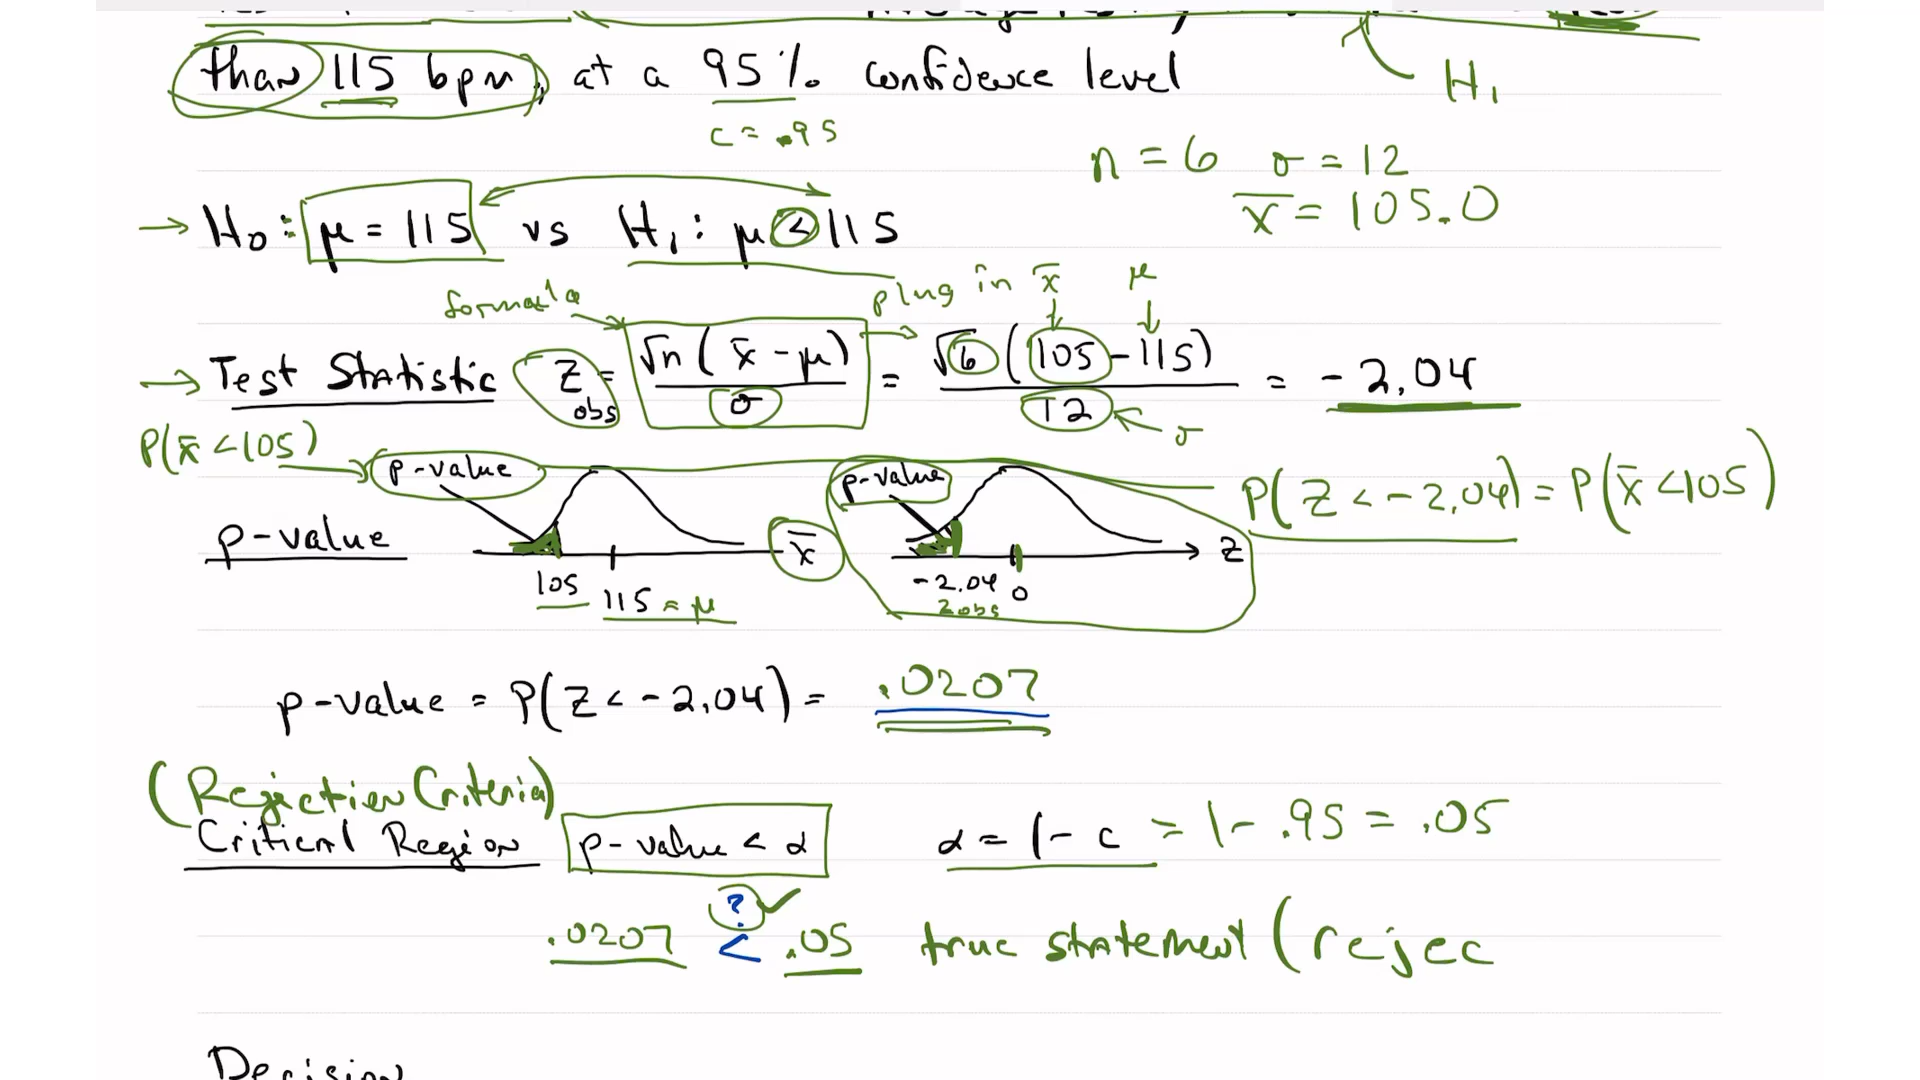 than 115 bpm, at a 95% confidence level
H₁
c = .95
n = 6 σ = 12
x̄ = 105.0
→ H₀: μ = 115 vs H₁: μ < 115
formula plug in x̄ μ
→ Test Statistic Z obs = √n ( x̄ - μ ) / σ = √6 ( 105 - 115 ) / 12 = -2.04
σ
P(x̄ < 105)
p-value p-value
P( Z < -2.04) = P( x̄ < 105 )
p-value x̄ Z
105 115 = μ -2.04 0
Zobs
p-value = P( Z < -2.04) = .0207
(Rejection Criteria)
Critical Region p-value < α α = 1 - c = 1 - .95 = .05
?
.0207 < .05 true statement ( rejec
Decision